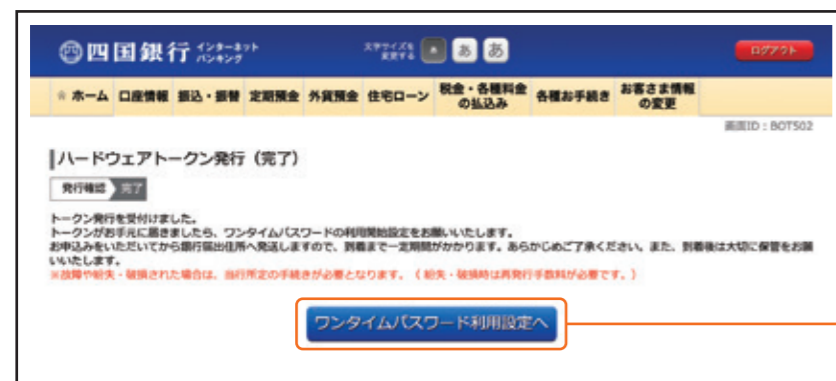 四国銀行 インターネット バンキング
文字サイズを変更する あ あ あ
ログアウト
ホーム 口座情報 振込・振替 定期預金 外貨預金 住宅ローン 税金・各種料金の払込み 各種お手続き お客さま情報の変更
画面ID：BOT502
ハードウェアトークン発行（完了）
発行確認 完了
トークン発行を受付けました。
トークンがお手元に届きましたら、ワンタイムパスワードの利用開始設定をお願いいたします。
お申込みをいただいてから銀行届出住所へ発送しますので、到着まで一定期間がかかります。あらかじめご了承ください。また、到着後は大切に保管をお願
いいたします。
※故障や紛失・破損された場合は、当行所定の手続きが必要となります。（紛失・破損時は再発行手数料が必要です。）
ワンタイムパスワード利用設定へ